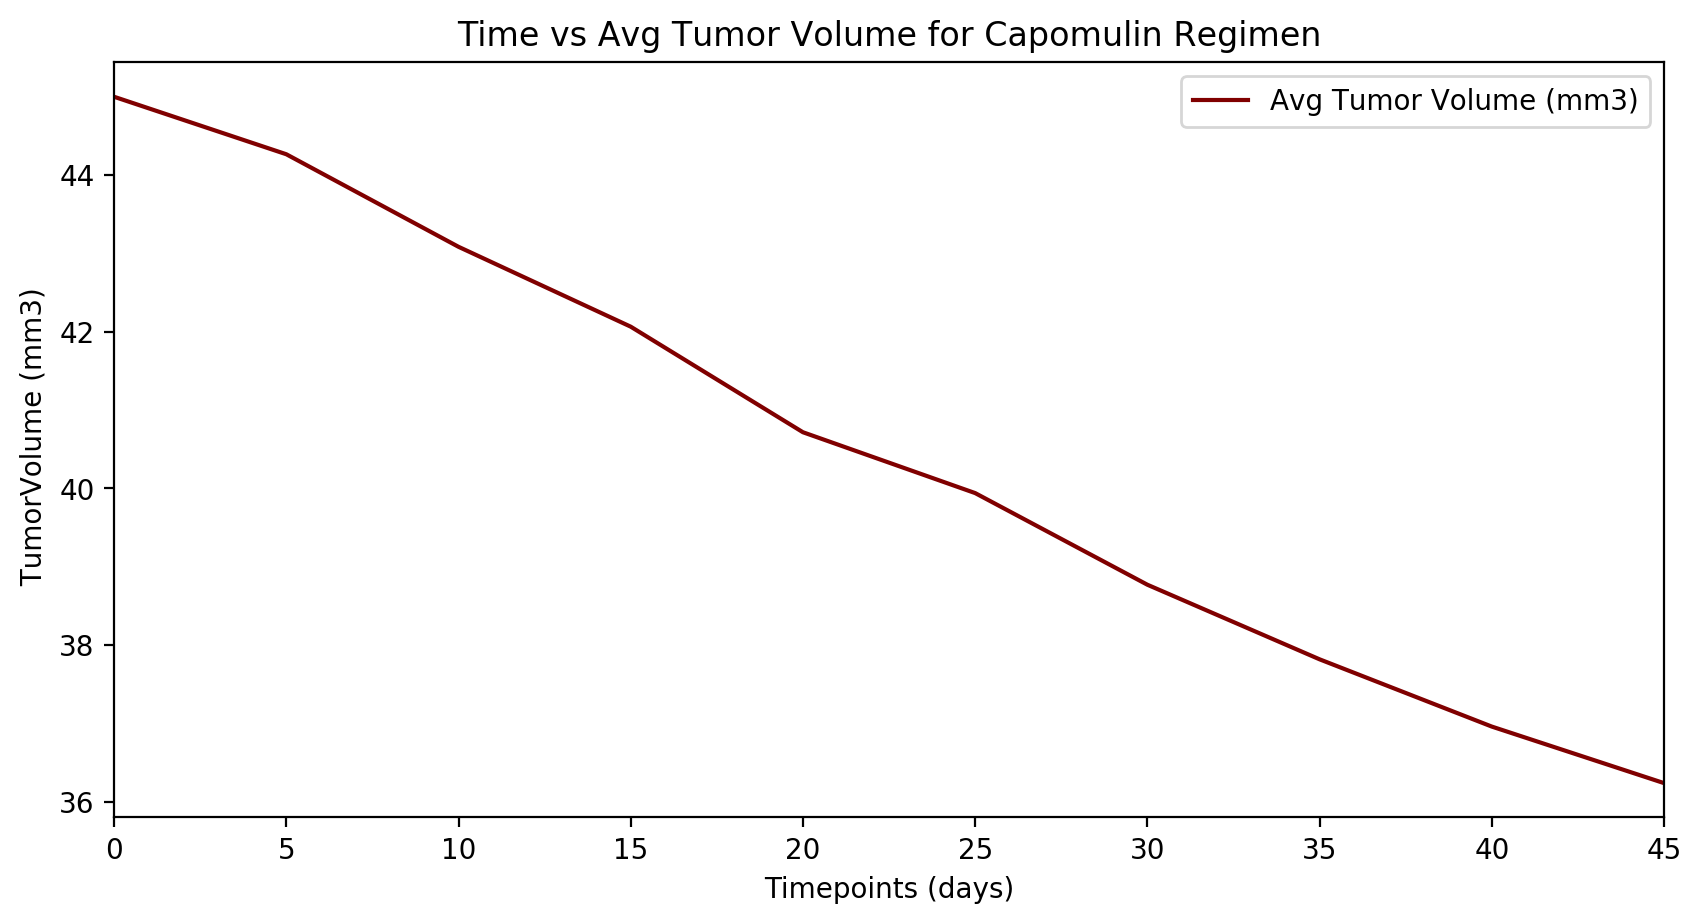 Time vs Avg Tumor Volume for Capomulin Regimen
Avg Tumor Volume (mm3)
TumorVolume (mm3)
44
42
40
38
36
0 5 10 15 20 25 30 35 40 45
Timepoints (days)